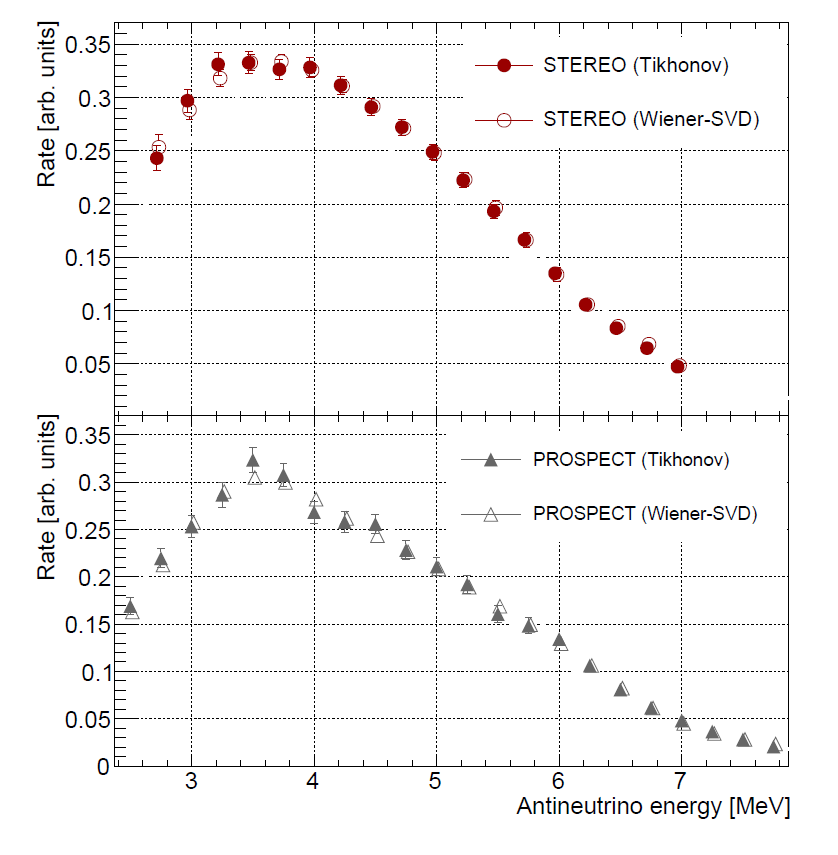 Rate [arb. units]
0.35
0.3
0.25
0.2
0.15
0.1
0.05
STEREO (Tikhonov)
STEREO (Wiener-SVD)
Rate [arb. units]
0.35
0.3
0.25
0.2
0.15
0.1
0.05
0
PROSPECT (Tikhonov)
PROSPECT (Wiener-SVD)
3 4 5 6 7
Antineutrino energy [MeV]